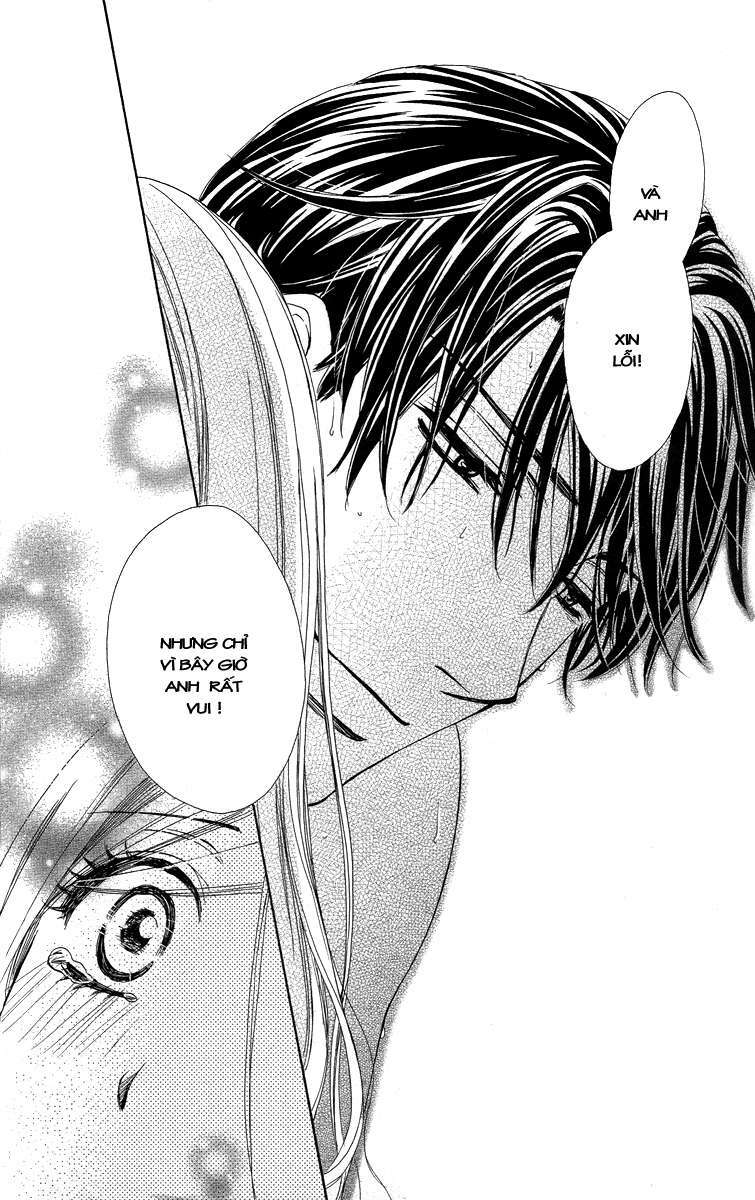 VÀ
ANH
XIN
LỖI!
NHƯNG CHỈ
VÌ BÂY GIỜ
ANH RẤT
VUI !